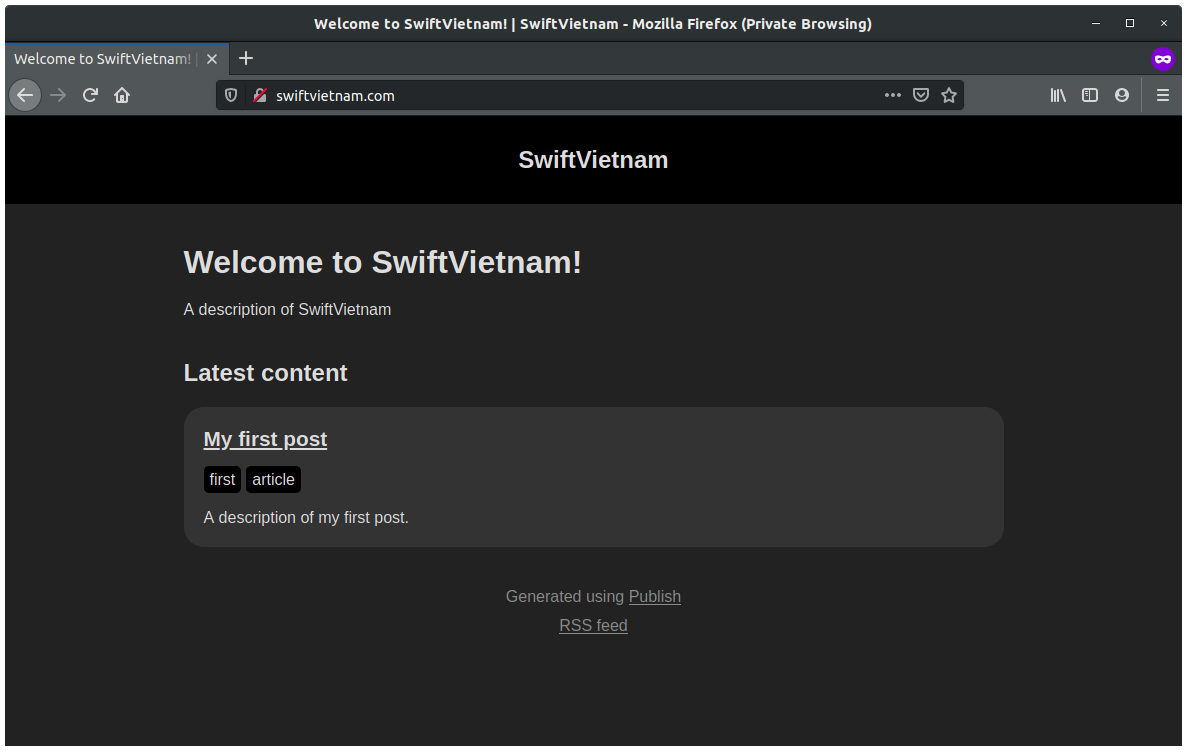 Welcome to SwiftVietnam! | SwiftVietnam - Mozilla Firefox (Private Browsing)
Welcome to SwiftVietnam! |
swiftvietnam.com
SwiftVietnam
Welcome to SwiftVietnam!
A description of SwiftVietnam
Latest content
My first post
first article
A description of my first post.
Generated using Publish
RSS feed